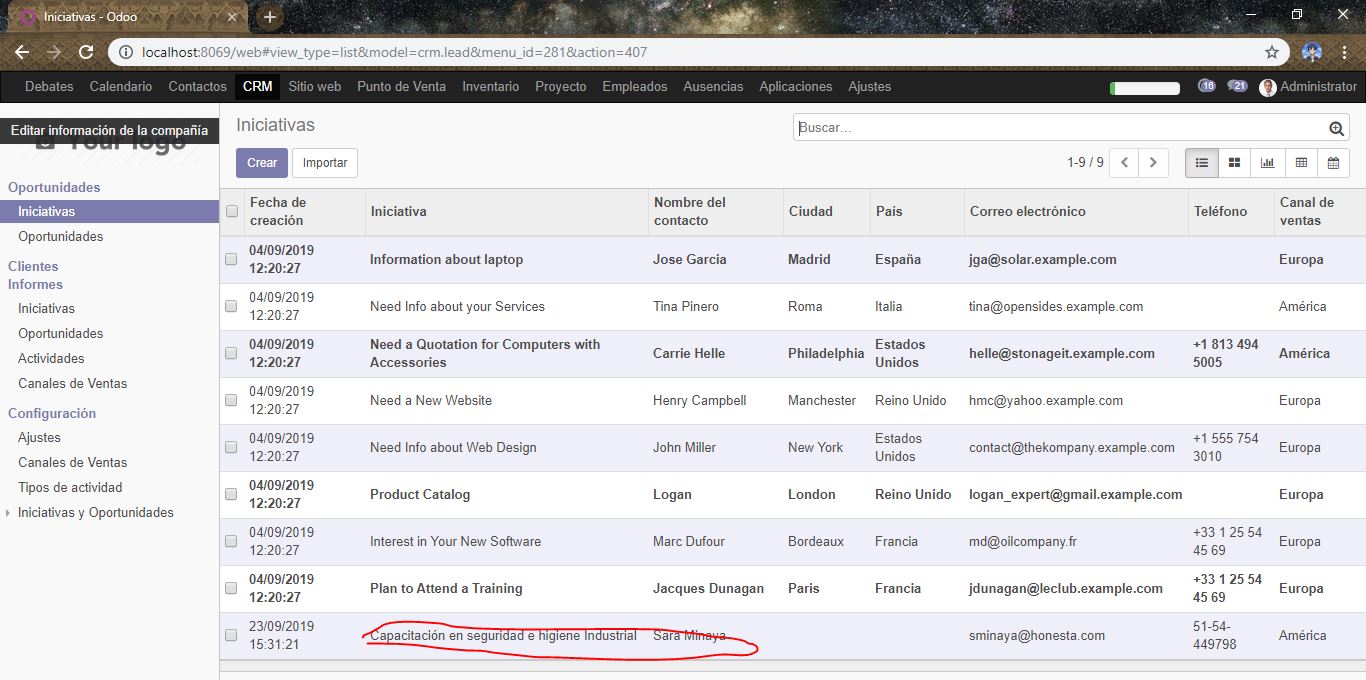 Iniciativas - Odoo
localhost:8069/web#view_type=list&model=crm.lead&menu_id=281&action=407
Debates Calendario Contactos CRM Sitio web Punto de Venta Inventario Proyecto Empleados Ausencias Aplicaciones Ajustes 16 21 Administrator
Editar información de la compañía
Your logo
Oportunidades
Iniciativas
Oportunidades
Clientes
Informes
Iniciativas
Oportunidades
Actividades
Canales de Ventas
Configuración
Ajustes
Canales de Ventas
Tipos de actividad
Iniciativas y Oportunidades
Iniciativas
Buscar...
Crear Importar
1-9 / 9
Fecha de creación Iniciativa Nombre del contacto Ciudad País Correo electrónico Teléfono Canal de ventas
04/09/2019 12:20:27 Information about laptop Jose Garcia Madrid España jga@solar.example.com Europa
04/09/2019 12:20:27 Need Info about your Services Tina Pinero Roma Italia tina@opensides.example.com América
04/09/2019 12:20:27 Need a Quotation for Computers with Accessories Carrie Helle Philadelphia Estados Unidos helle@stonageit.example.com +1 813 494 5005 América
04/09/2019 12:20:27 Need a New Website Henry Campbell Manchester Reino Unido hmc@yahoo.example.com Europa
04/09/2019 12:20:27 Need Info about Web Design John Miller New York Estados Unidos contact@thekompany.example.com +1 555 754 3010 Europa
04/09/2019 12:20:27 Product Catalog Logan London Reino Unido logan_expert@gmail.example.com Europa
04/09/2019 12:20:27 Interest in Your New Software Marc Dufour Bordeaux Francia md@oilcompany.fr +33 1 25 54 45 69 Europa
04/09/2019 12:20:27 Plan to Attend a Training Jacques Dunagan Paris Francia jdunagan@leclub.example.com +33 1 25 54 45 69 Europa
23/09/2019 15:31:21 Capacitación en seguridad e higiene Industrial Sara Minaya sminaya@honesta.com 51-54-449798 América